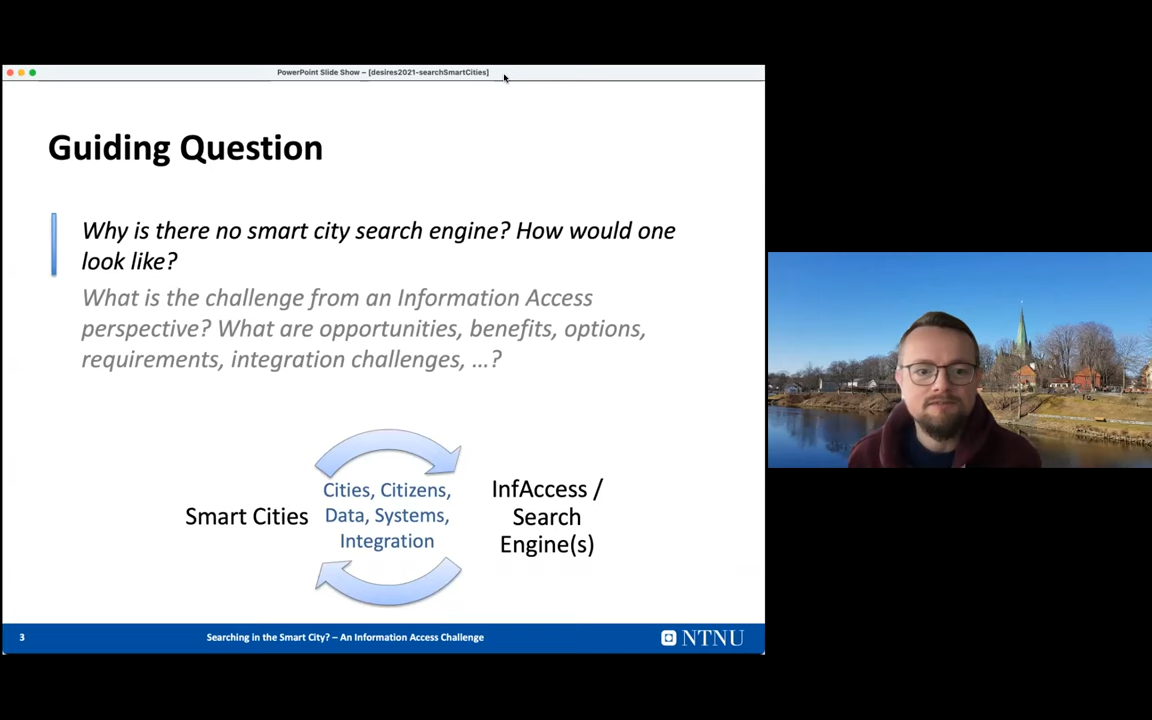 PowerPoint Slide Show – [desires2021-searchSmartCities]
Guiding Question
Why is there no smart city search engine? How would one
look like?
What is the challenge from an Information Access
perspective? What are opportunities, benefits, options,
requirements, integration challenges, …?
Smart Cities
Cities, Citizens,
Data, Systems,
Integration
InfAccess /
Search
Engine(s)
3
Searching in the Smart City? – An Information Access Challenge
NTNU